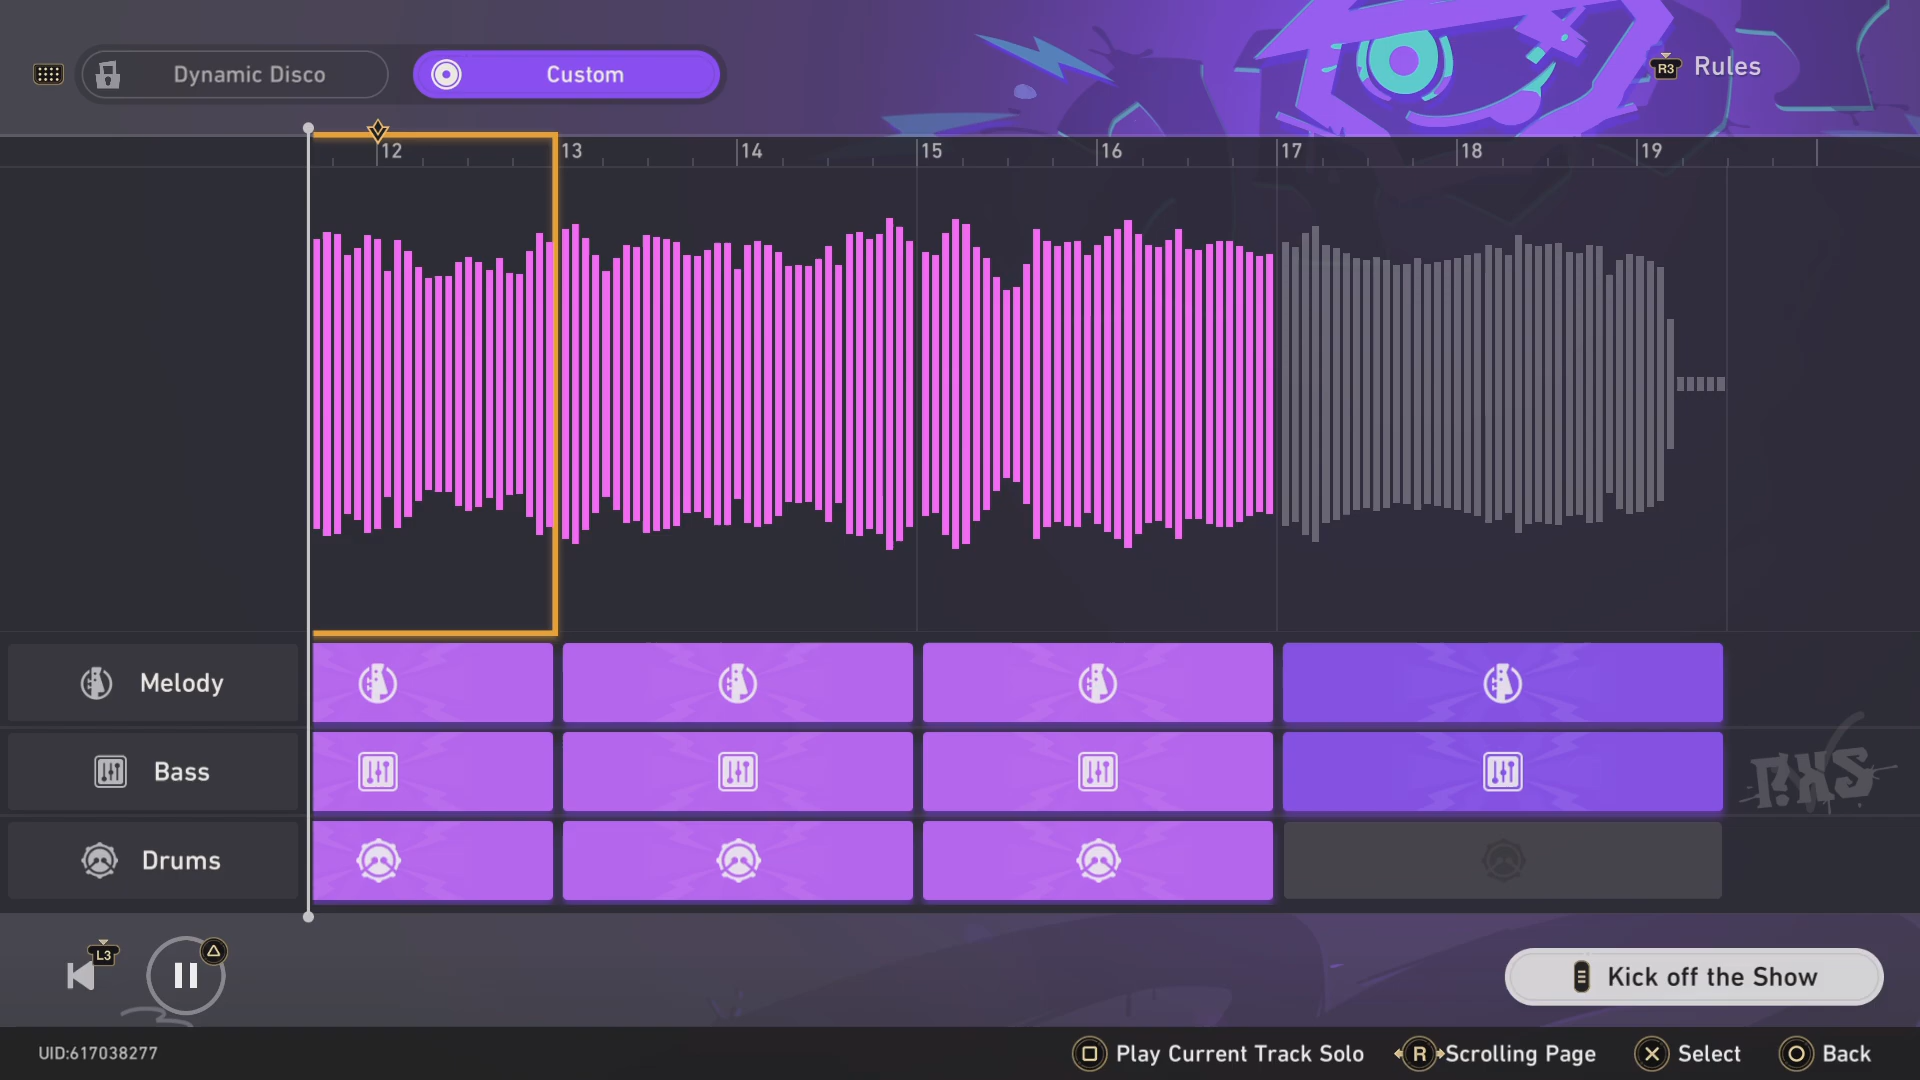 Dynamic Disco
Custom
R3 Rules
12 13 14 15 16 17 18 19
Melody
Bass
Drums
L3
Kick off the Show
UID:617038277
Play Current Track Solo
R Scrolling Page
Select
Back